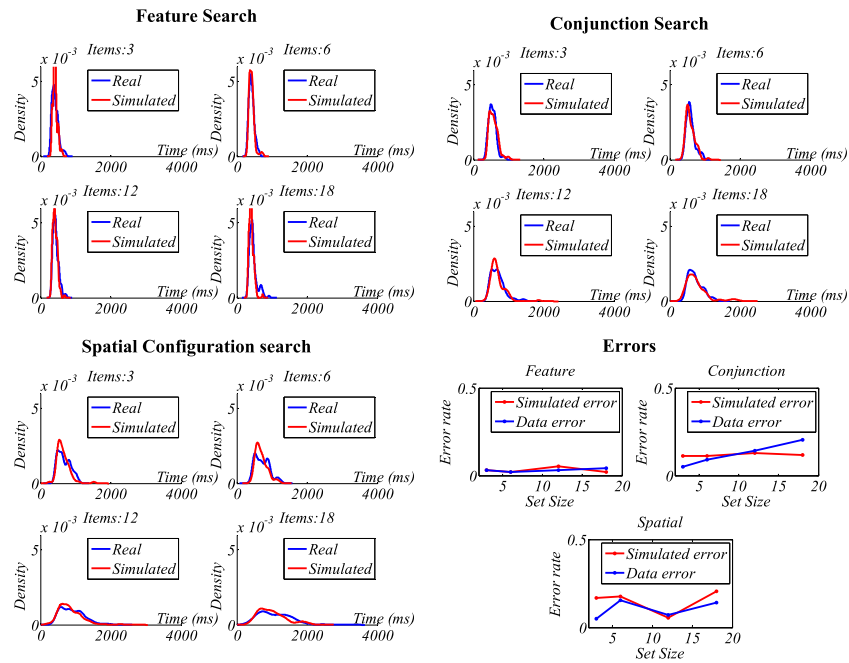 Feature Search
x 10-3 Items:3
5
Density
Real
Simulated
Time (ms)
0
0 2000 4000
x 10-3 Items:6
5
Density
Real
Simulated
Time (ms)
0
0 2000 4000
x 10-3 Items:12
5
Density
Real
Simulated
Time (ms)
0
0 2000 4000
x 10-3 Items:18
5
Density
Real
Simulated
Time (ms)
0
0 2000 4000
Conjunction Search
x 10-3 Items:3
5
Density
Real
Simulated
Time (ms)
0
0 2000 4000
x 10-3 Items:6
5
Density
Real
Simulated
Time (ms)
0
0 2000 4000
x 10-3 Items:12
5
Density
Real
Simulated
Time (ms)
0
0 2000 4000
x 10-3 Items:18
5
Density
Real
Simulated
Time (ms)
0
0 2000 4000
Spatial Configuration search
x 10-3 Items:3
5
Density
Real
Simulated
Time (ms)
0
0 2000 4000
x 10-3 Items:6
5
Density
Real
Simulated
Time (ms)
0
0 2000 4000
x 10-3 Items:12
5
Density
Real
Simulated
Time (ms)
0
0 2000 4000
x 10-3 Items:18
5
Density
Real
Simulated
Time (ms)
0
0 2000 4000
Errors
Feature
0.5
Error rate
Simulated error
Data error
0
5 10 15 20
Set Size
Conjunction
0.5
Error rate
Simulated error
Data error
0
5 10 15 20
Set Size
Spatial
0.5
Error rate
Simulated error
Data error
0
5 10 15 20
Set Size